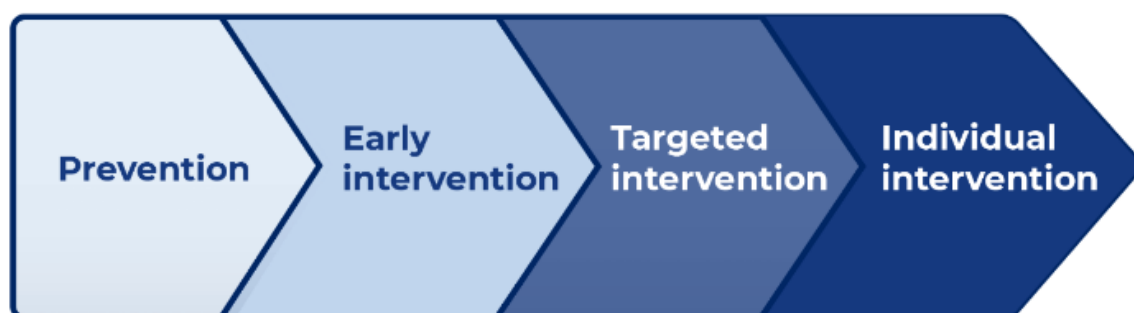 Prevention
Early
intervention
Targeted
intervention
Individual
intervention